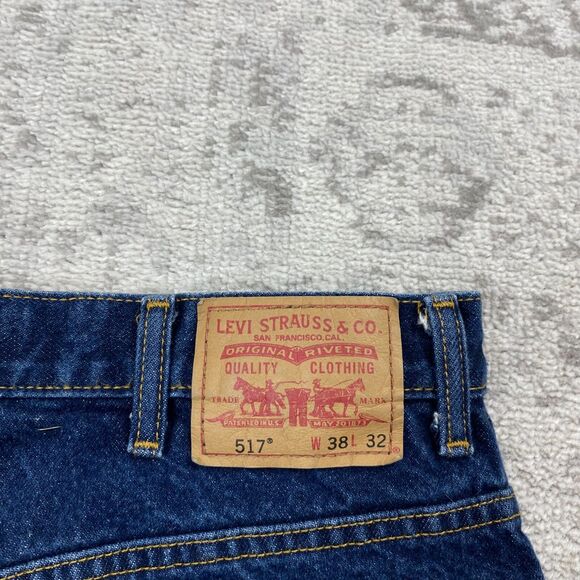 LEVI STRAUSS & CO.
SAN FRANCISCO, CAL.
ORIGINAL RIVETED
QUALITY CLOTHING
TRADE MARK
PATENTED IN U.S. MAY 20 1873
517® W 38 L 32 ®